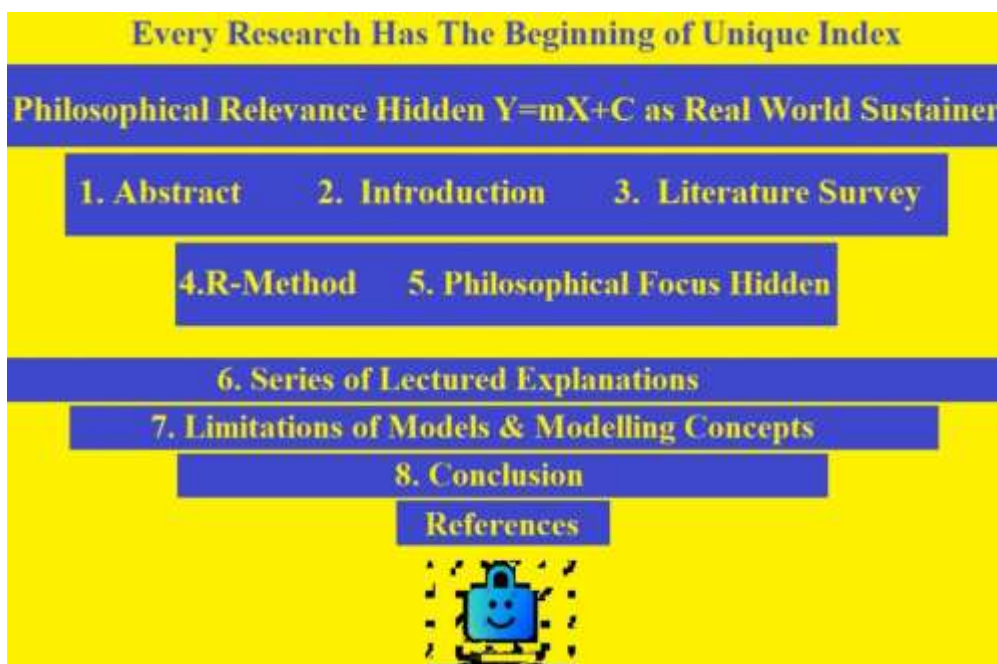 Every Research Has The Beginning of Unique Index
Philosophical Relevance Hidden Y=mX+C as Real World Sustainer
1. Abstract 2. Introduction 3. Literature Survey
4.R-Method 5. Philosophical Focus Hidden
6. Series of Lectured Explanations
7. Limitations of Models & Modelling Concepts
8. Conclusion
References